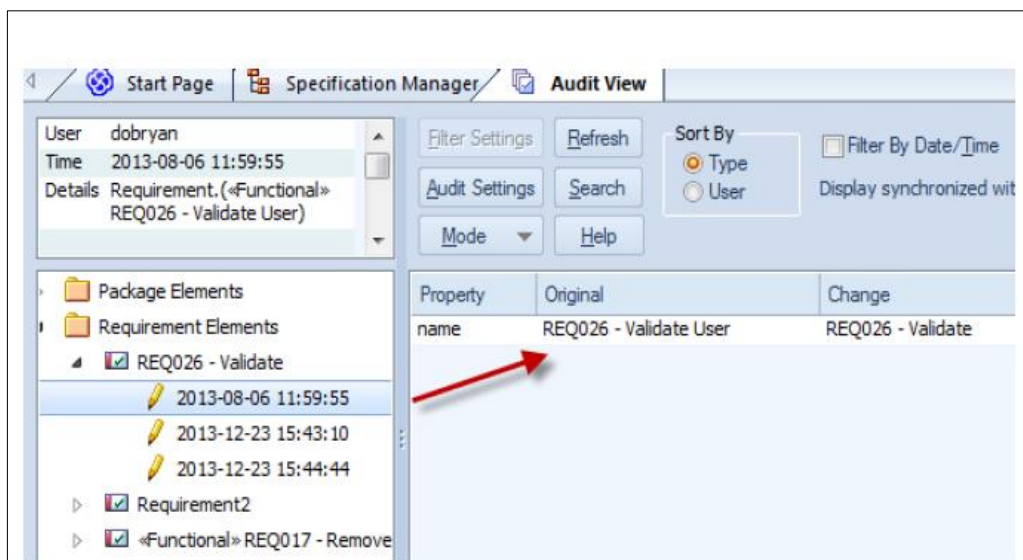 Start Page
Specification Manager
Audit View
User dobryan
Time 2013-08-06 11:59:55
Details Requirement.(«Functional»
REQ026 - Validate User)
Filter Settings
Refresh
Audit Settings
Search
Mode
Help
Sort By
Type
User
Filter By Date/Time
Display synchronized wit
Package Elements
Requirement Elements
REQ026 - Validate
2013-08-06 11:59:55
2013-12-23 15:43:10
2013-12-23 15:44:44
Requirement2
«Functional» REQ017 - Remove
Property Original Change
name REQ026 - Validate User REQ026 - Validate